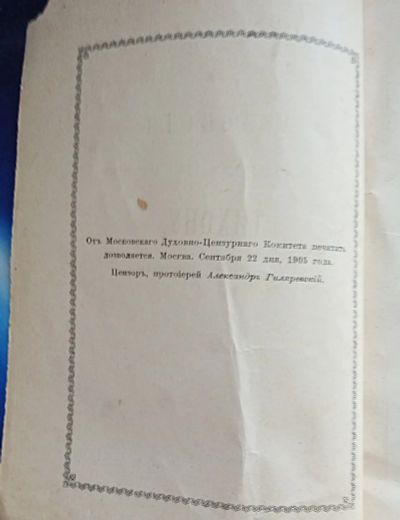 Отъ Московскаго Духовно-Цензурнаго Комитета печатать
дозволяется. Москва. Сентября 22 дня, 1905 года.
Цензоръ, протоіерей Александръ Гиляревскій.